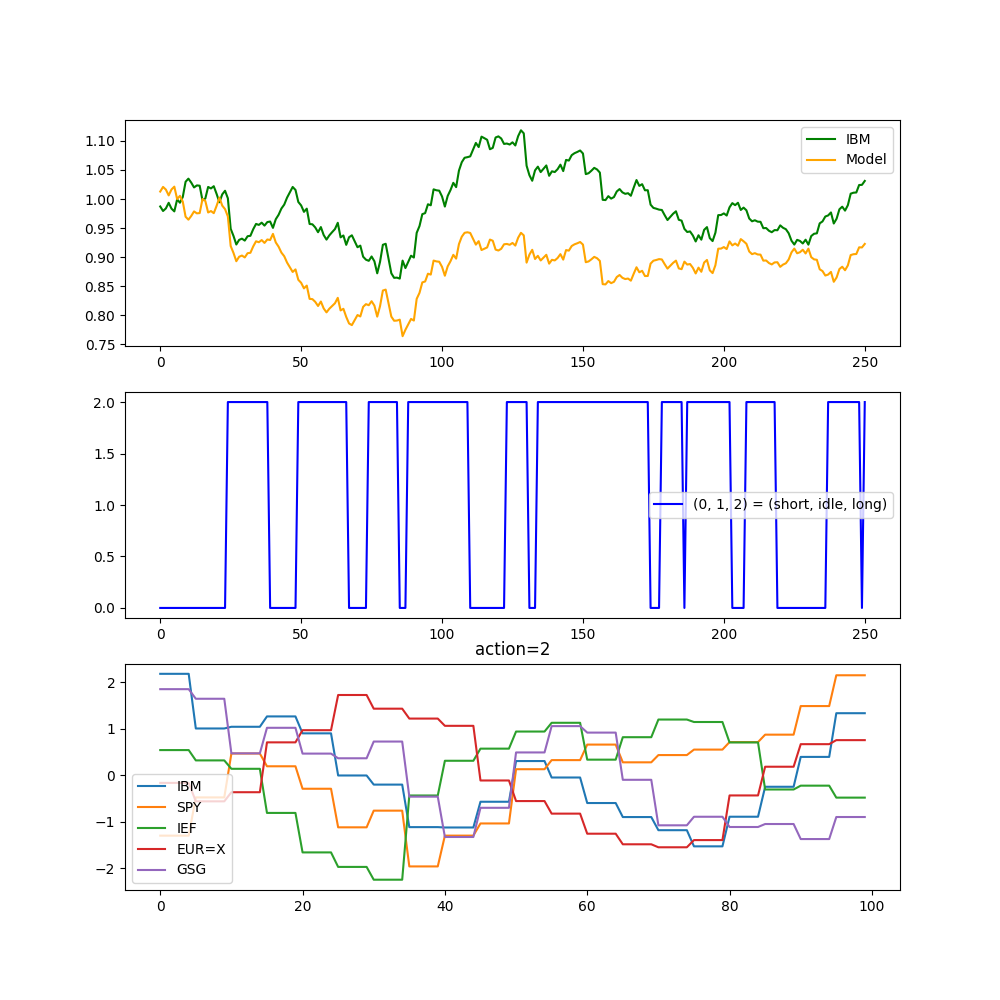 1.10
1.05
1.00
0.95
0.90
0.85
0.80
0.75
IBM
Model
0 50 100 150 200 250
2.0
1.5
1.0
0.5
0.0
(0, 1, 2) = (short, idle, long)
0 50 100 150 200 250
action=2
2
1
0
−1
−2
IBM
SPY
IEF
EUR=X
GSG
0 20 40 60 80 100